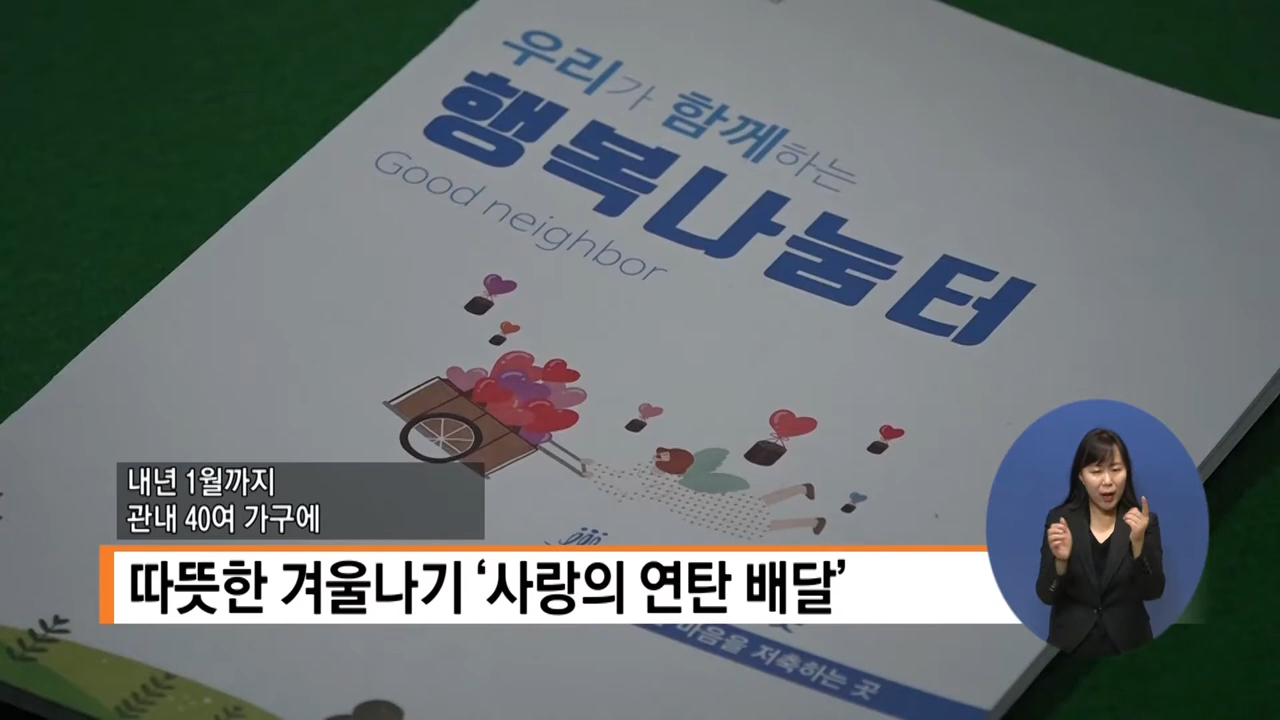 우리가 함께하는
행복나눔터
Good neighbor
내년 1월까지
관내 40여 가구에
따뜻한 겨울나기 ‘사랑의 연탄 배달’
마음을 저축하는 곳